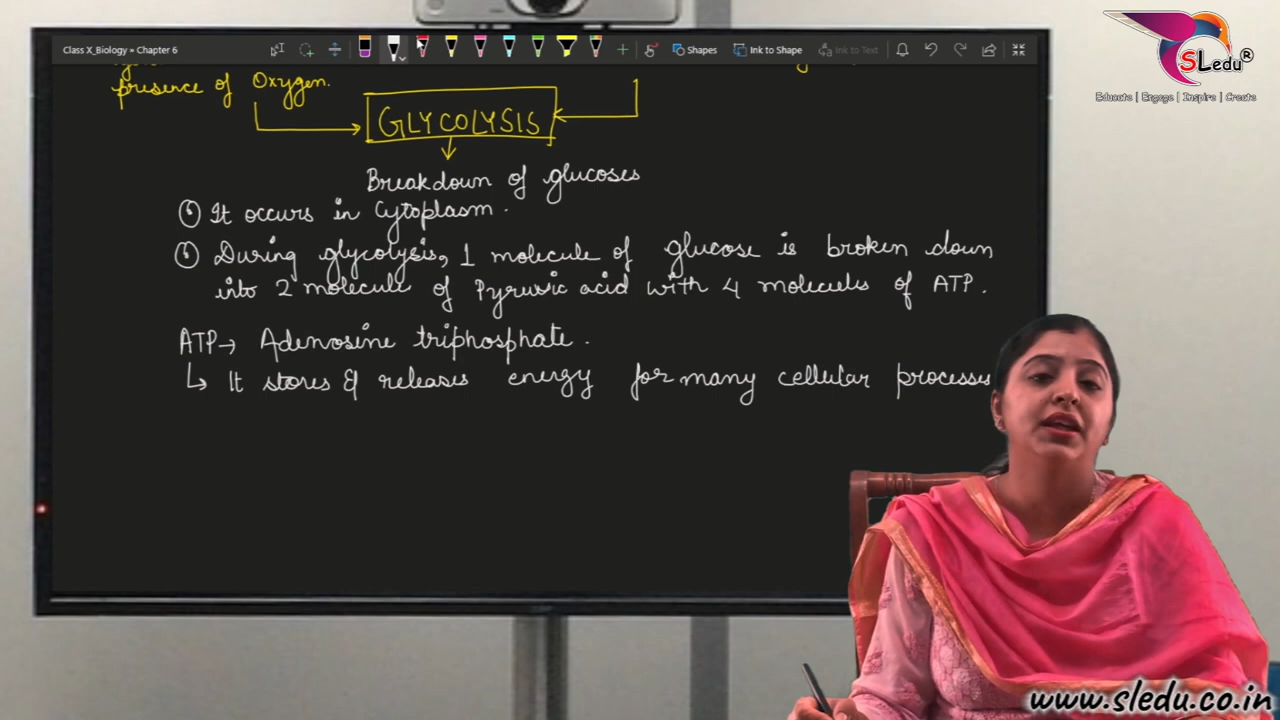 Class X_Biology » Chapter 6
Shapes
Ink to Shape
Ink to Text
SLedu®
Educate | Engage | Inspire | Create
presence of Oxygen.
GLYCOLYSIS
Breakdown of glucoses
It occurs in Cytoplasm.
During glycolysis, 1 molecule of glucose is broken down
into 2 molecule of Pyruvic acid with 4 molecules of ATP.
ATP → Adenosine triphosphate.
↳ It stores & releases energy for many cellular processes
www.sledu.co.in